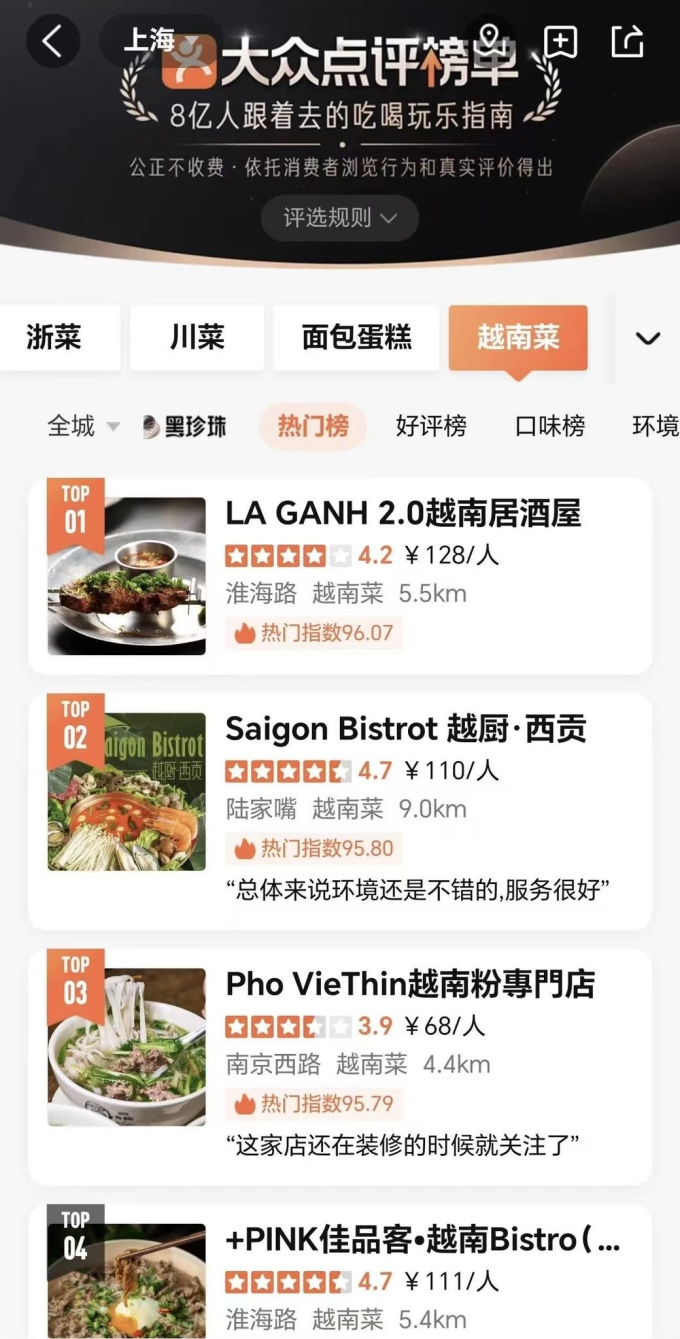 上海
大众点评榜单
8亿人跟着去的吃喝玩乐指南
公正不收费·依托消费者浏览行为和真实评价得出
评选规则
浙菜 川菜 面包蛋糕 越南菜
全城 黑珍珠 热门榜 好评榜 口味榜 环境
TOP 01
LA GANH 2.0越南居酒屋
4.2 ¥128/人
淮海路 越南菜 5.5km
热门指数96.07
TOP 02
aigon Bistrot
越厨·西贡
Saigon Bistrot 越厨·西贡
4.7 ¥110/人
陆家嘴 越南菜 9.0km
热门指数95.80
“总体来说环境还是不错的,服务很好”
TOP 03
Pho VieThin越南粉專門店
3.9 ¥68/人
南京西路 越南菜 4.4km
热门指数95.79
“这家店还在装修的时候就关注了”
TOP 04
+PINK佳品客•越南Bistro(...
4.7 ¥111/人
淮海路 越南菜 5.4km